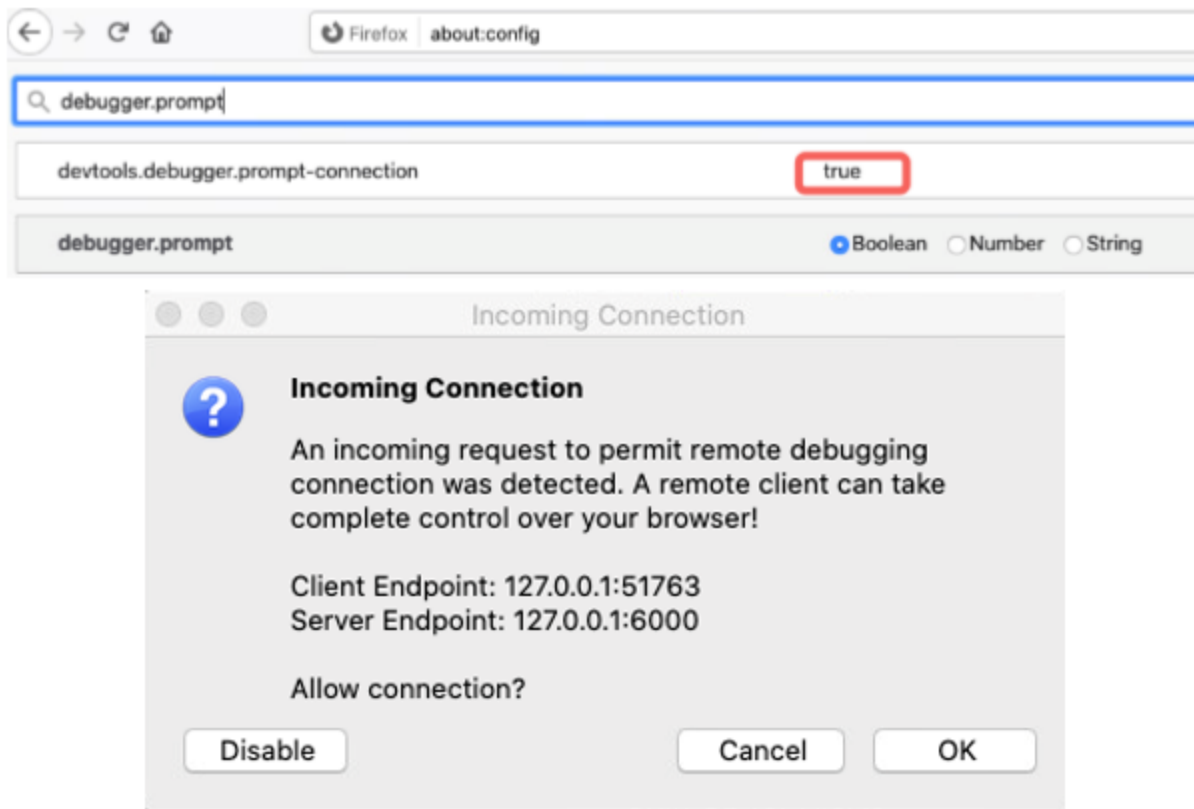 Firefox about:config
debugger.prompt
devtools.debugger.prompt-connection true
debugger.prompt Boolean Number String
Incoming Connection
Incoming Connection
An incoming request to permit remote debugging
connection was detected. A remote client can take
complete control over your browser!
Client Endpoint: 127.0.0.1:51763
Server Endpoint: 127.0.0.1:6000
Allow connection?
Disable Cancel OK